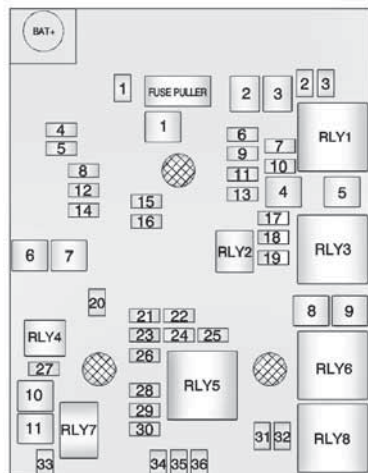 BAT+
1
FUSE PULLER
2 3
2 3
1
4
5
6
7
RLY1
9
8
10
11
12
13
4
5
14
15
16
17
18
19
RLY2
RLY3
6 7
20
8 9
21 22
23 24 25
RLY4
26
RLY5
RLY6
27
28
10
29
11
RLY7
30
31 32
RLY8
33
34 35 36